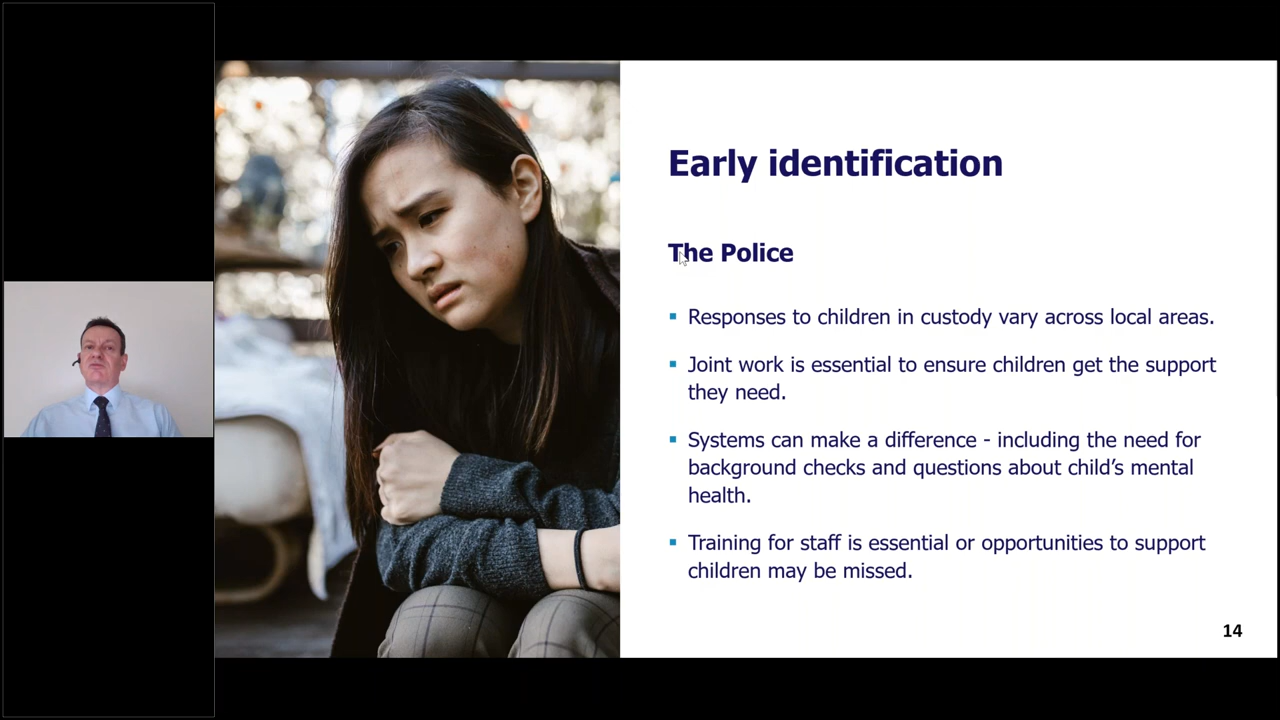 Early identification
The Police
▪ Responses to children in custody vary across local areas.
▪ Joint work is essential to ensure children get the support
they need.
▪ Systems can make a difference - including the need for
background checks and questions about child’s mental
health.
▪ Training for staff is essential or opportunities to support
children may be missed.
14